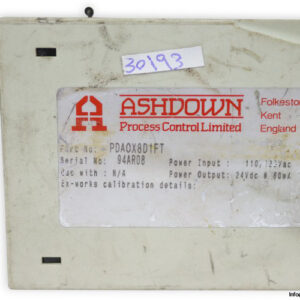 30193
ASHDOWN
Process Control Limited
Folkesto
Kent
England
Part No: PDAOX8D1FT
Serial No: 94AR08 Power Input : 110,120vac
Use with : N/A Power Output: 24Vdc @ 80mA
Ex-works calibration details: